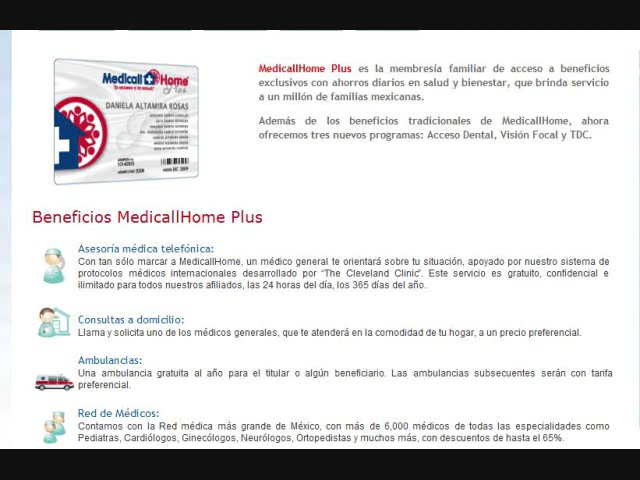 Medicall Home
Plus
Tu acceso a la salud
DANIELA ALTAMIRA ROSAS
MedicallHome Plus es la membresía familiar de acceso a beneficios
exclusivos con ahorros diarios en salud y bienestar, que brinda servicio
a un millón de familias mexicanas.
Además de los beneficios tradicionales de MedicallHome, ahora
ofrecemos tres nuevos programas: Acceso Dental, Visión Focal y TDC.
Beneficios MedicallHome Plus
Asesoría médica telefónica:
Con tan sólo marcar a MedicallHome, un médico general te orientará sobre tu situación, apoyado por nuestro sistema de
protocolos médicos internacionales desarrollado por “The Cleveland Clinic”. Este servicio es gratuito, confidencial e
ilimitado para todos nuestros afiliados, las 24 horas del día, los 365 días del año.
Consultas a domicilio:
Llama y solicita uno de los médicos generales, que te atenderá en la comodidad de tu hogar, a un precio preferencial.
Ambulancias:
Una ambulancia gratuita al año para el titular o algún beneficiario. Las ambulancias subsecuentes serán con tarifa
preferencial.
Red de Médicos:
Contamos con la Red médica más grande de México, con más de 6,000 médicos de todas las especialidades como
Pediatras, Cardiólogos, Ginecólogos, Neurólogos, Ortopedistas y muchos más, con descuentos de hasta el 65%.